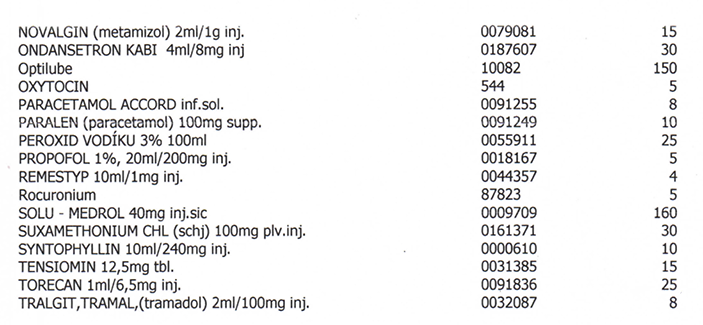 NOVALGIN (metamizol) 2ml/1g inj. 0079081 15
ONDANSETRON KABI 4ml/8mg inj 0187607 30
Optilube 10082 150
OXYTOCIN 544 5
PARACETAMOL ACCORD inf.sol. 0091255 8
PARALEN (paracetamol) 100mg supp. 0091249 10
PEROXID VODÍKU 3% 100ml 0055911 25
PROPOFOL 1%, 20ml/200mg inj. 0018167 5
REMESTYP 10ml/1mg inj. 0044357 4
Rocuronium 87823 5
SOLU - MEDROL 40mg inj.sic 0009709 160
SUXAMETHONIUM CHL (schj) 100mg plv.inj. 0161371 30
SYNTOPHYLLIN 10ml/240mg inj. 0000610 10
TENSIOMIN 12,5mg tbl. 0031385 15
TORECAN 1ml/6,5mg inj. 0091836 25
TRALGIT,TRAMAL,(tramadol) 2ml/100mg inj. 0032087 8